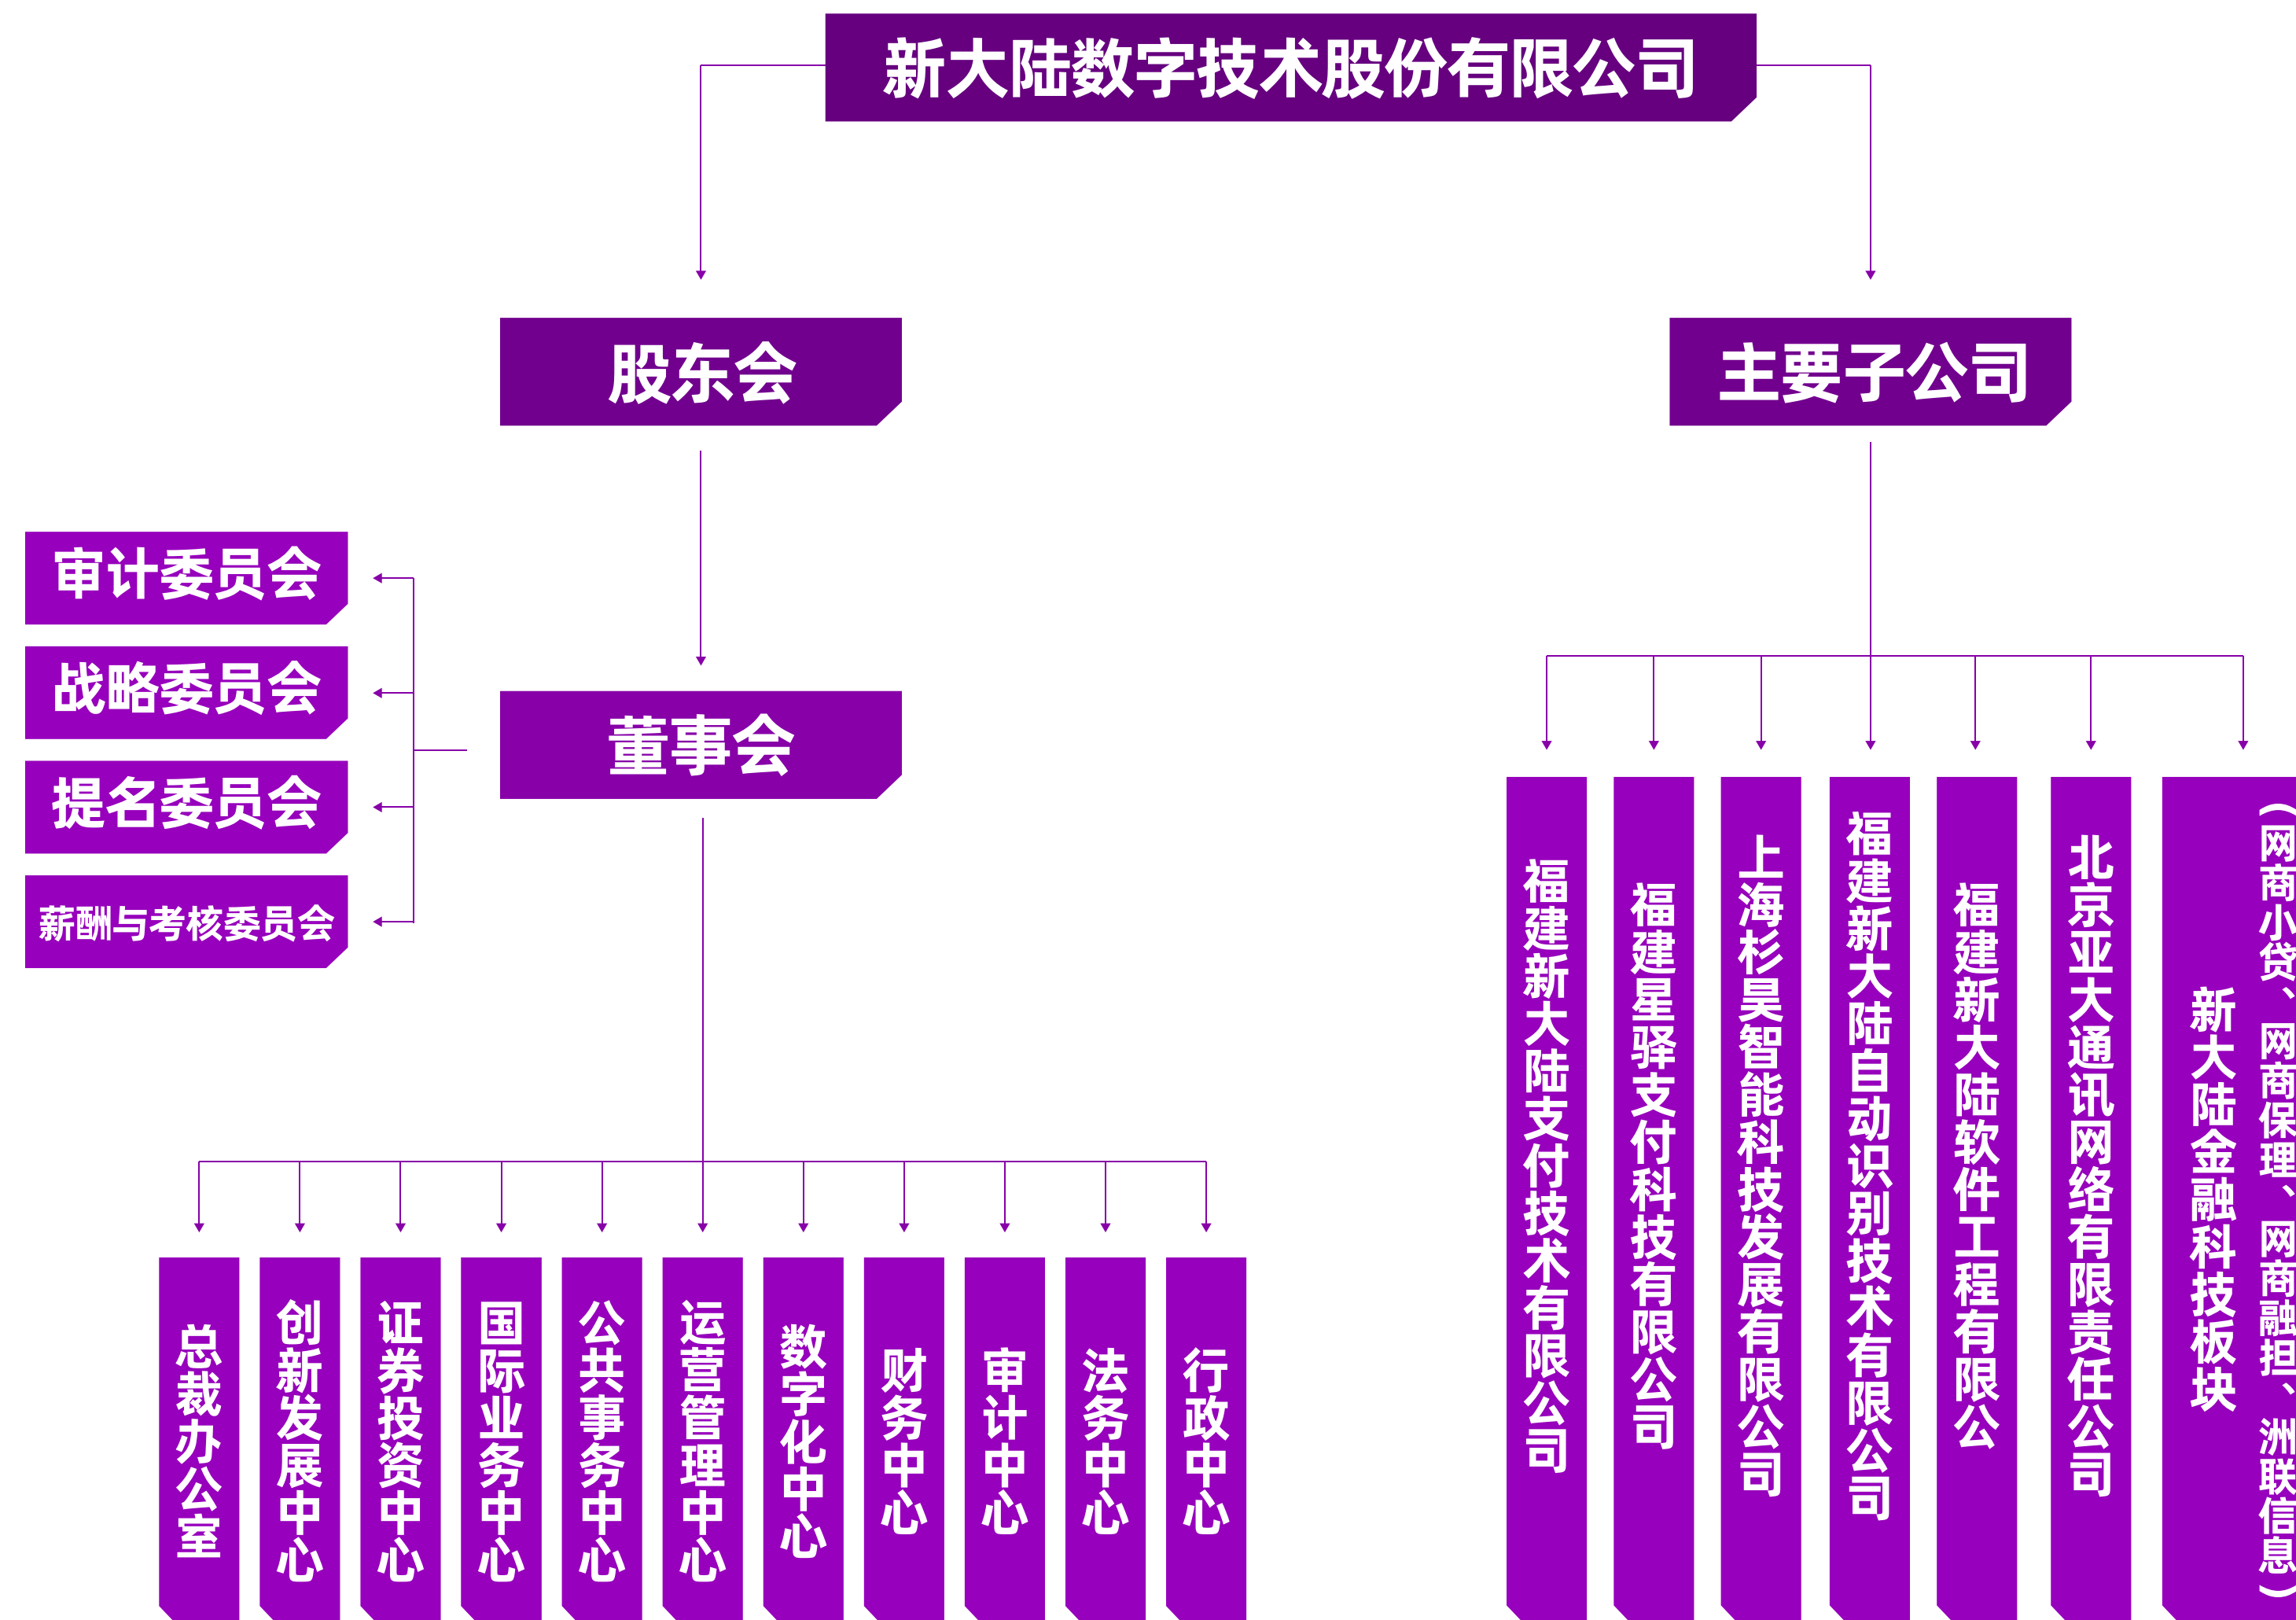 新大陆数字技术股份有限公司
股东会
主要子公司
审计委员会
战略委员会
提名委员会
薪酬与考核委员会
董事会
总裁办公室
创新发展中心
证券投资中心
国际业务中心
公共事务中心
运营管理中心
数字化中心
财务中心
审计中心
法务中心
行政中心
福建新大陆支付技术有限公司
福建星驿支付科技有限公司
上海杉昊智能科技发展有限公司
福建新大陆自动识别技术有限公司
福建新大陆软件工程有限公
北京亚大通讯网络有限责任公司
新大陆金融科技板块
（网商小贷、网商保理、网商融担、洲联信息）